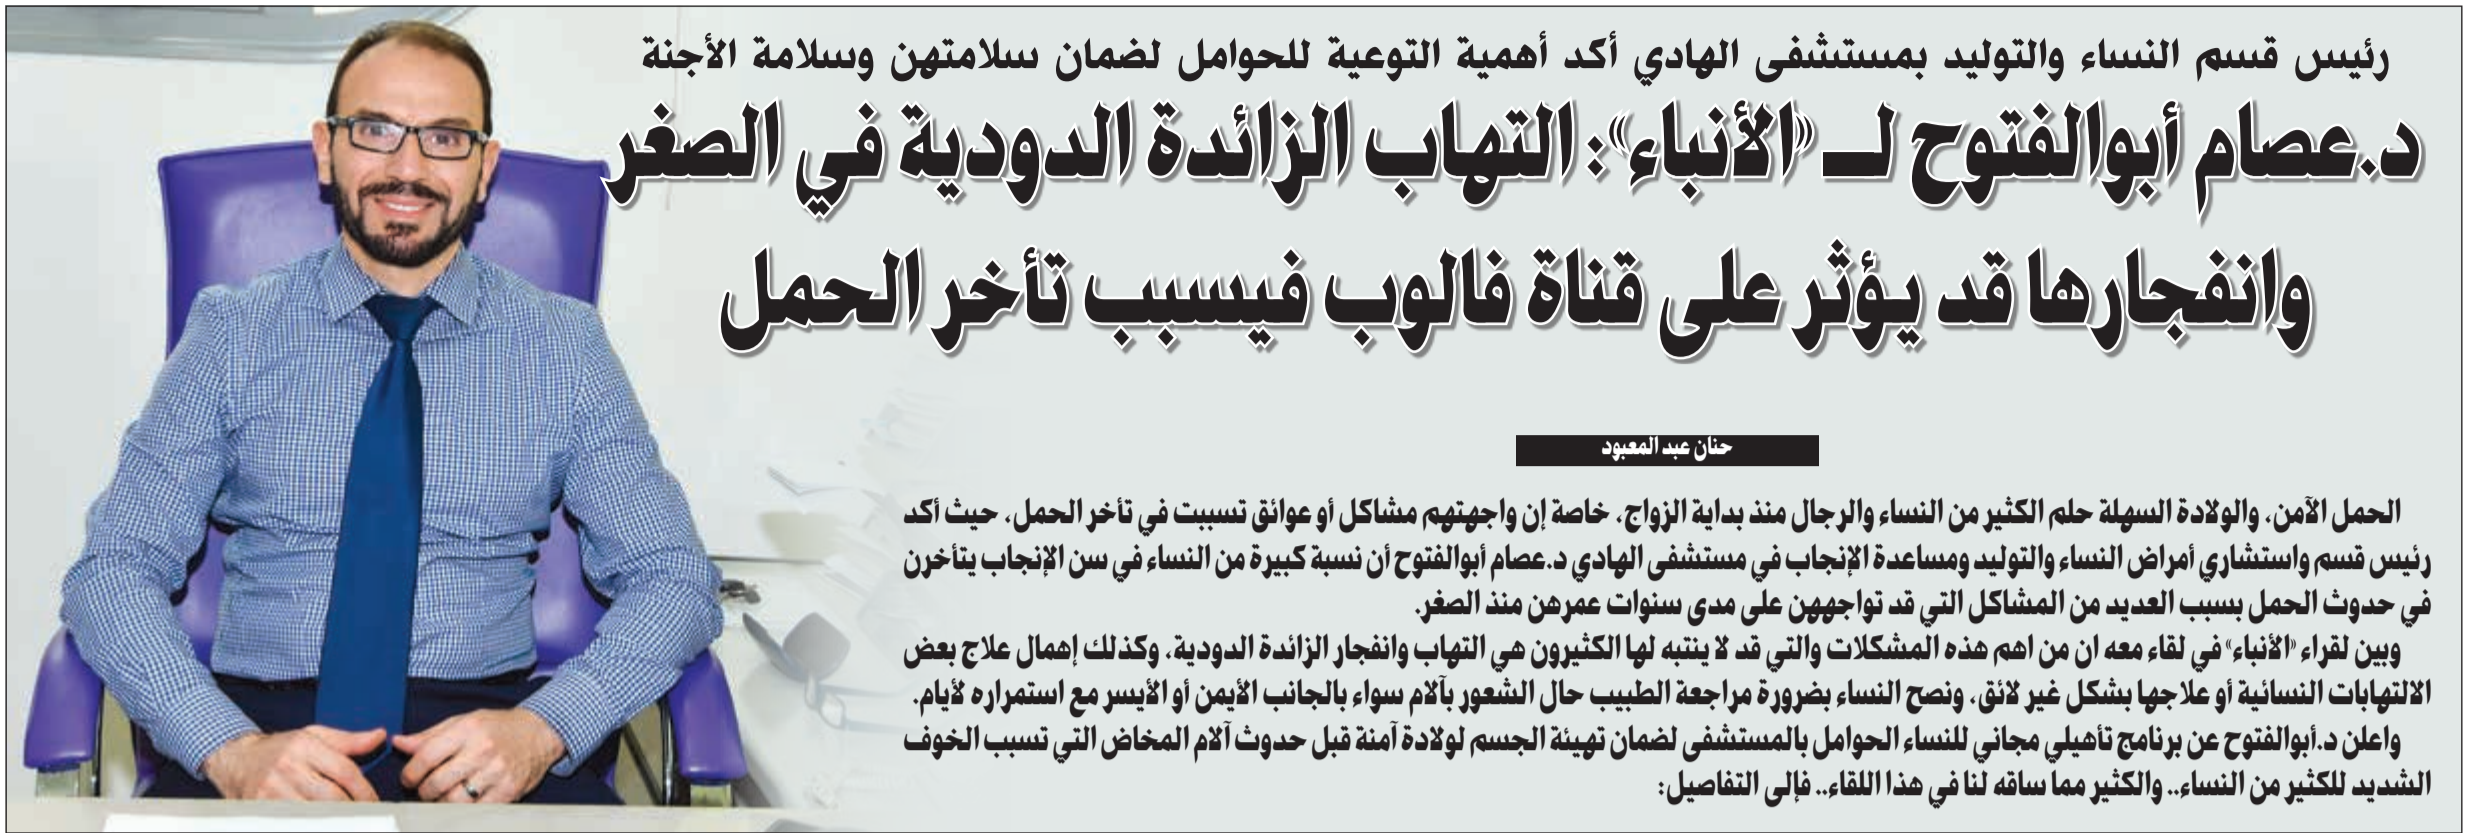 رئيس قسم النساء والتوليد بمستشفى الهادي أكد أهمية التوعية للحوامل لضمان سلامتهن وسلامة الأجنة
د.عصام أبوالفتوح لــ «الأنباء»: التهاب الزائدة الدودية في الصغر
وانفجارها قد يؤثر على قناة فالوب فيسبب تأخر الحمل
حنان عبد المعبود
الحمل الآمن، والولادة السهلة حلم الكثير من النساء والرجال منذ بداية الزواج، خاصة إن واجهتهم مشاكل أو عوائق تسببت في تأخر الحمل، حيث أكد
رئيس قسم واستشاري أمراض النساء والتوليد ومساعدة الإنجاب في مستشفى الهادي د.عصام أبوالفتوح أن نسبة كبيرة من النساء في سن الإنجاب يتأخرن
في حدوث الحمل بسبب العديد من المشاكل التي قد تواجههن على مدى سنوات عمرهن منذ الصغر.
وبين لقراء «الأنباء» في لقاء معه ان من اهم هذه المشكلات والتي قد لا ينتبه لها الكثيرون هي التهاب وانفجار الزائدة الدودية، وكذلك إهمال علاج بعض
الالتهابات النسائية أو علاجها بشكل غير لائق، ونصح النساء بضرورة مراجعة الطبيب حال الشعور بآلام سواء بالجانب الأيمن أو الأيسر مع استمراره لأيام.
واعلن د.أبوالفتوح عن برنامج تأهيلي مجاني للنساء الحوامل بالمستشفى لضمان تهيئة الجسم لولادة آمنة قبل حدوث آلام المخاض التي تسبب الخوف
الشديد للكثير من النساء.. والكثير مما ساقه لنا في هذا اللقاء.. فإلى التفاصيل: